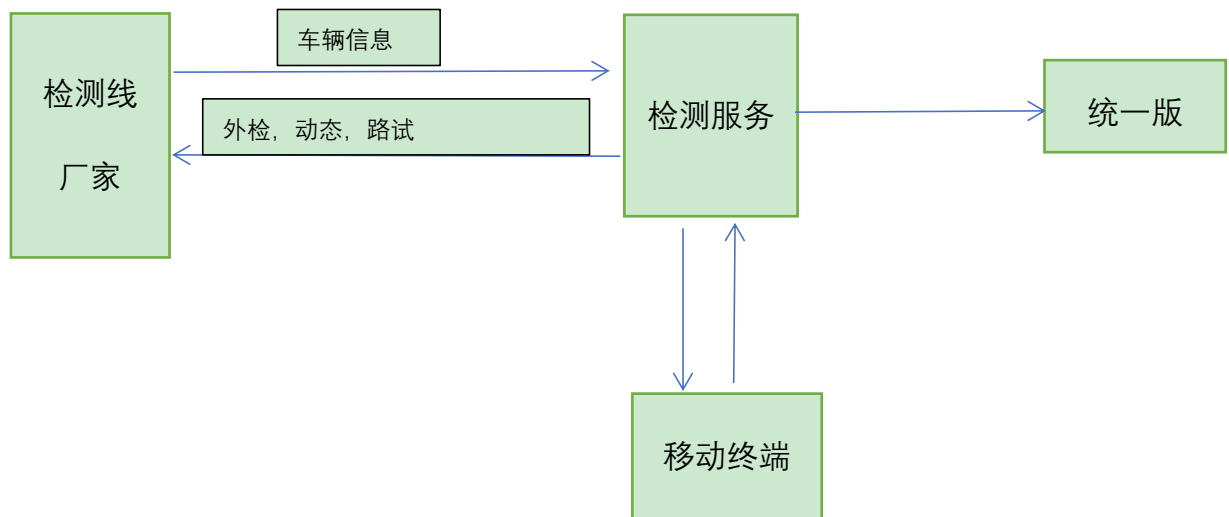 车辆信息
检测线
厂家
外检，动态，路试
检测服务
统一版
移动终端